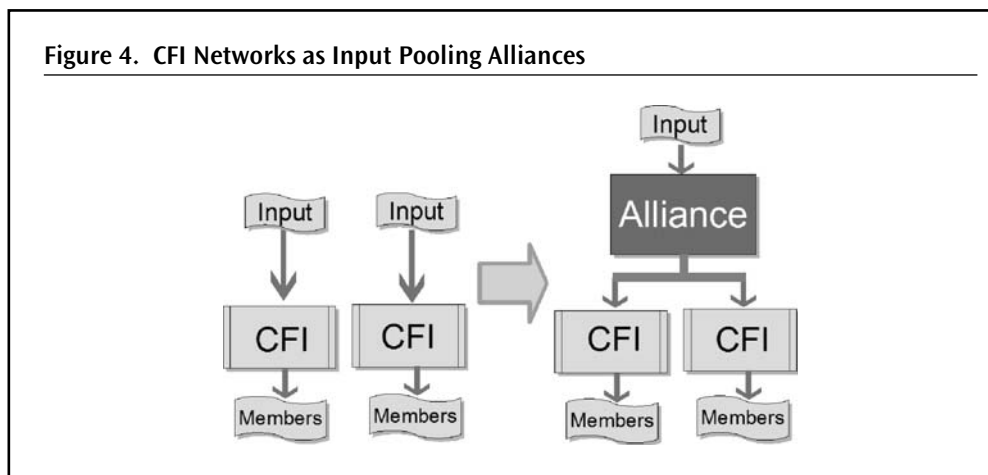 Figure 4. CFI Networks as Input Pooling Alliances
Input
Input
CFI
CFI
Members
Members
Input
Alliance
CFI
CFI
Members
Members